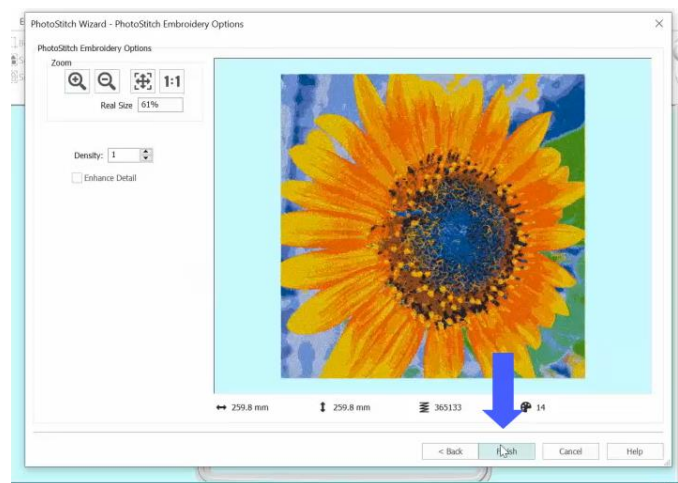 PhotoStitch Wizard - PhotoStitch Embroidery Options
PhotoStitch Embroidery Options
Zoom
1:1
Real Size 61%
Density: 1
Enhance Detail
259.8 mm 259.8 mm 365133 14
< Back Finish Cancel Help